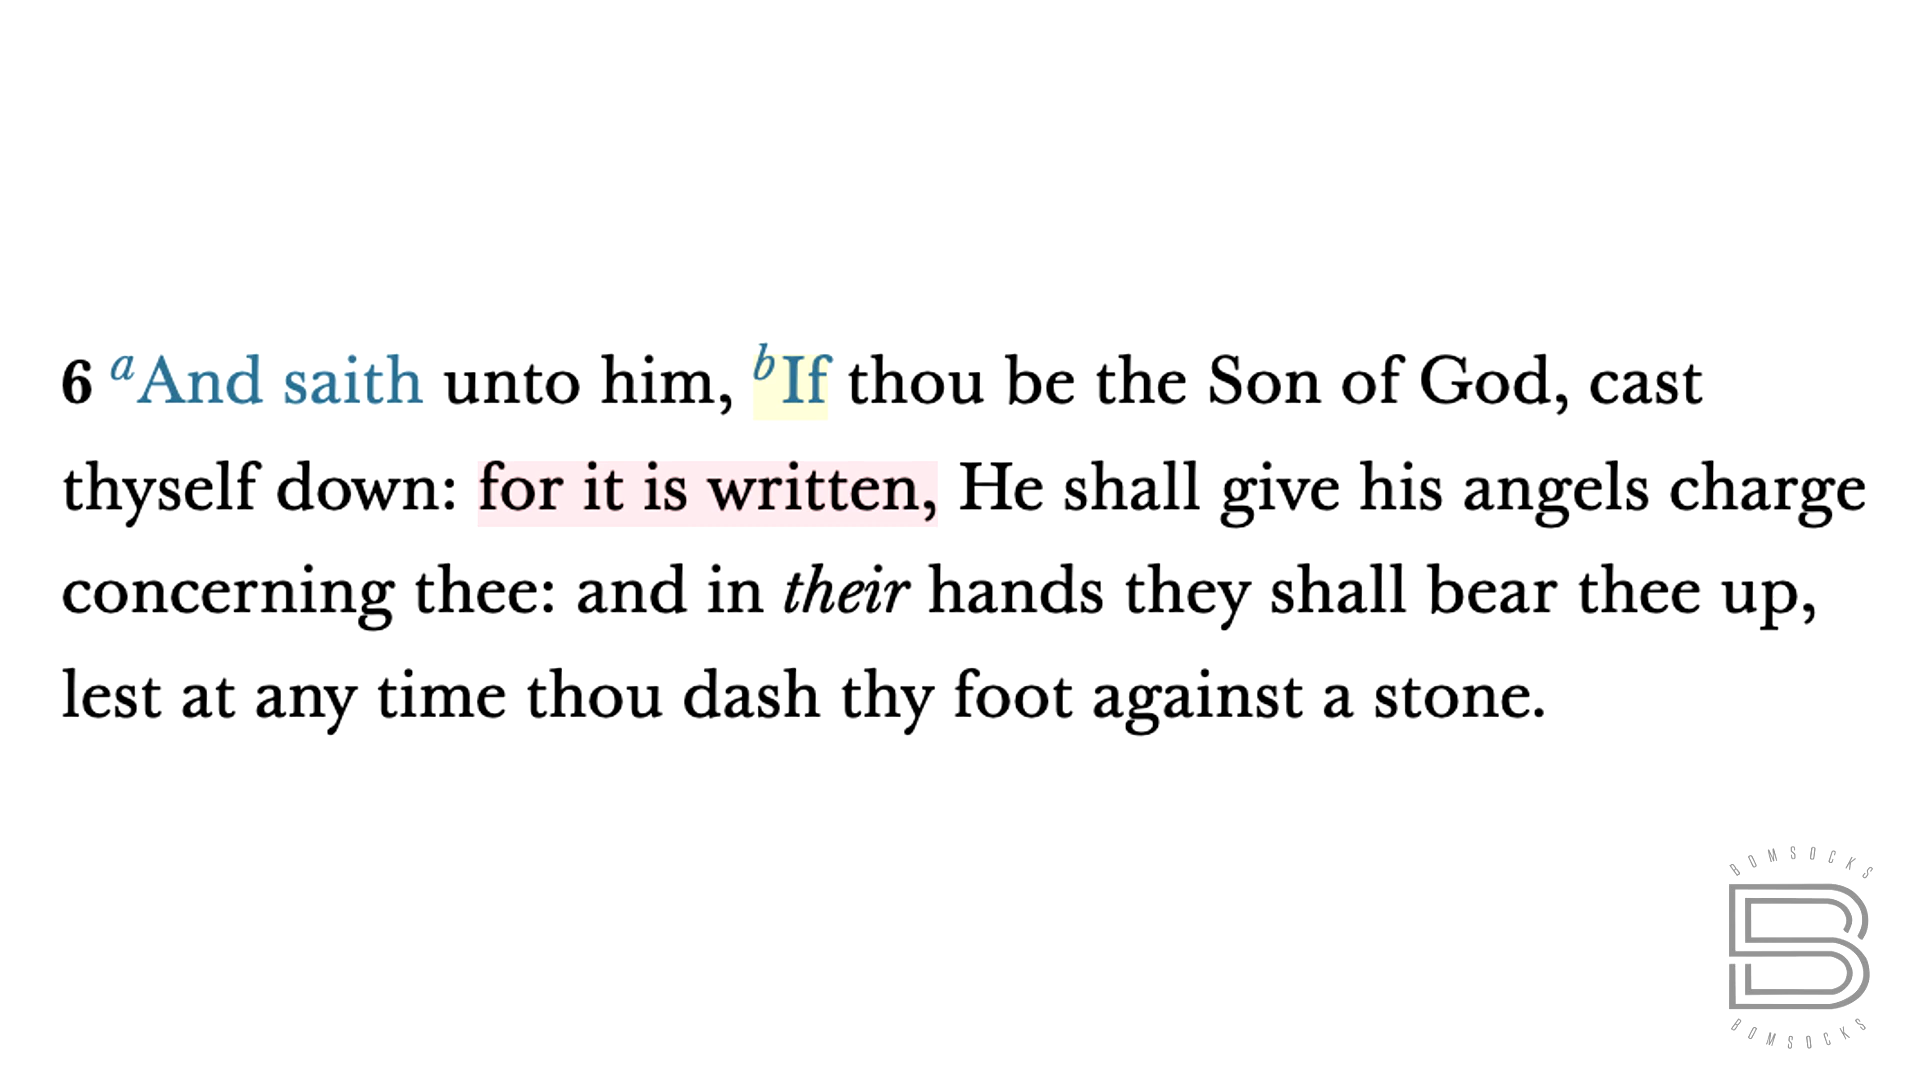 6 aAnd saith unto him, bIf thou be the Son of God, cast
thyself down: for it is written, He shall give his angels charge
concerning thee: and in their hands they shall bear thee up,
lest at any time thou dash thy foot against a stone.
BOMSOCKS
B
BOMSOCKS